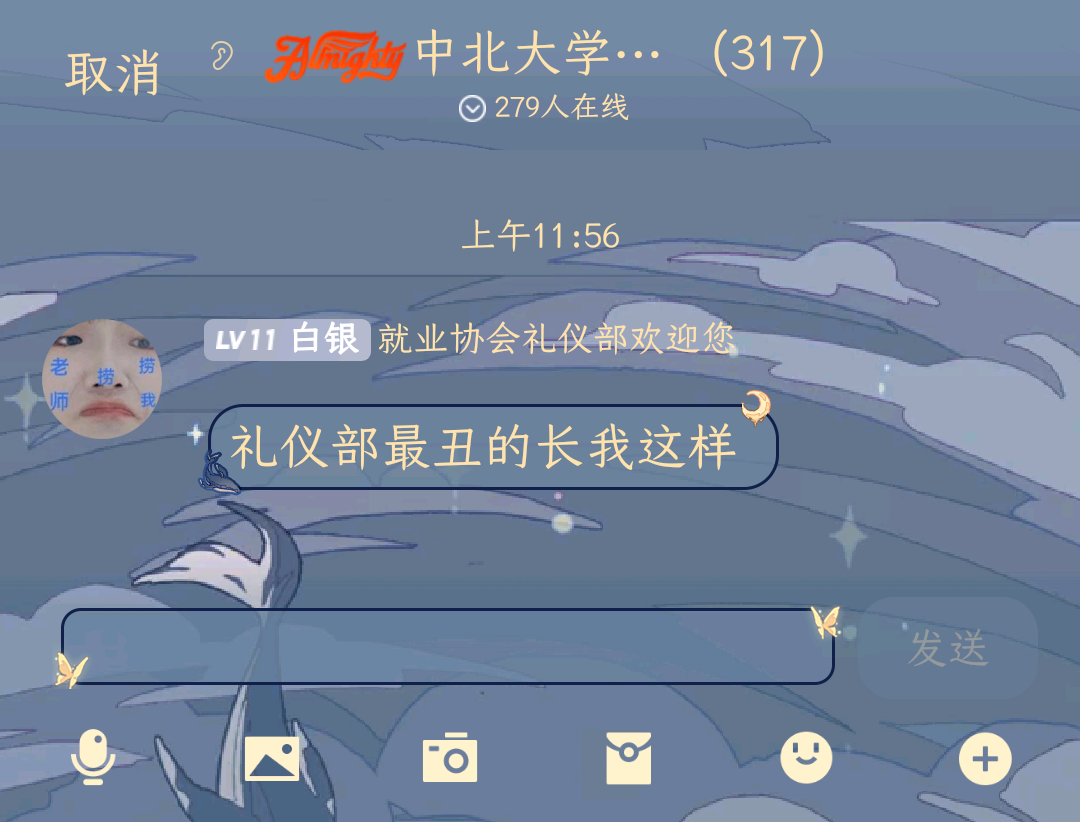 取消
Almighty 中北大学… （317）
279人在线
上午11:56
LV11 白银 就业协会礼仪部欢迎您
老师 捞 捞我
礼仪部最丑的长我这样
发送